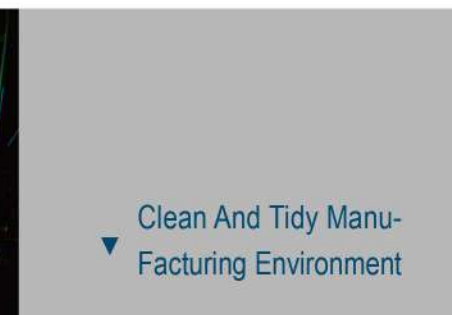 Clean And Tidy Manu-
▼ Facturing Environment